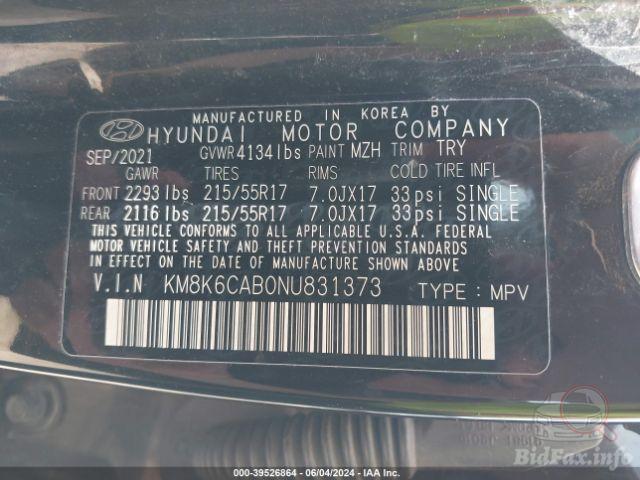 MANUFACTURED IN KOREA BY
HYUNDAI MOTOR COMPANY
SEP/2021 GVWR 4134 lbs PAINT MZH TRIM TRY
GAWR TIRES RIMS COLD TIRE INFL
FRONT 2293 lbs 215/55R17 7.0JX17 33 psi SINGLE
REAR 2116 lbs 215/55R17 7.0JX17 33 psi SINGLE
THIS VEHICLE CONFORMS TO ALL APPLICABLE U.S.A. FEDERAL
MOTOR VEHICLE SAFETY AND THEFT PREVENTION STANDARDS
IN EFFECT ON THE DATE OF MANUFACTURE SHOWN ABOVE
V.I.N KM8K6CAB0NU831373 TYPE : MPV
000-39526864 - 06/04/2024 - IAA Inc.
BidFax.info